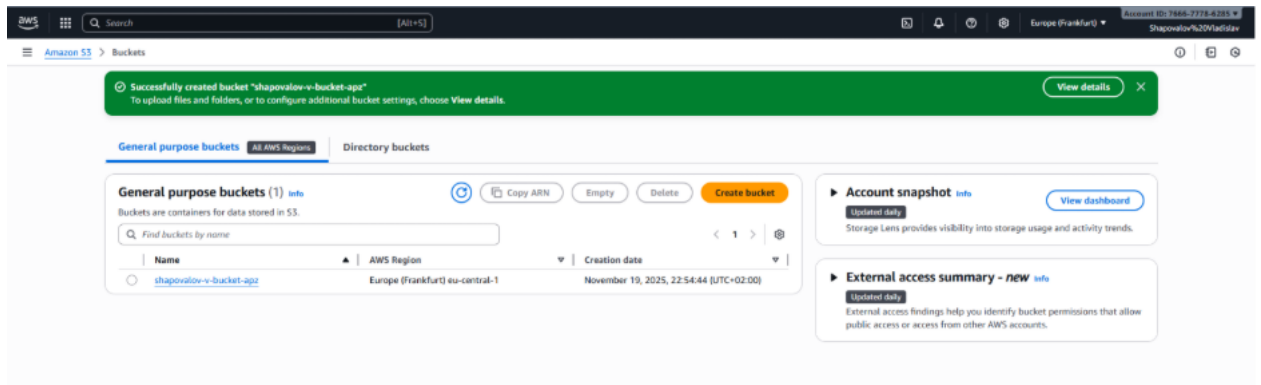 aws
Search
[Alt+S]
Europe (Frankfurt)
Account ID: 7666-7778-6285
Shapovalov%20Vladislav
Amazon S3 > Buckets
Successfully created bucket "shapovalov-v-bucket-apz"
To upload files and folders, or to configure additional bucket settings, choose View details.
View details
General purpose buckets All AWS Regions
Directory buckets
General purpose buckets (1) Info
Copy ARN
Empty
Delete
Create bucket
Buckets are containers for data stored in S3.
Find buckets by name
1
Name
AWS Region
Creation date
shapovalov-v-bucket-apz
Europe (Frankfurt) eu-central-1
November 19, 2025, 22:54:44 (UTC+02:00)
Account snapshot Info
View dashboard
Updated daily
Storage Lens provides visibility into storage usage and activity trends.
External access summary - new Info
Updated daily
External access findings help you identify bucket permissions that allow
public access or access from other AWS accounts.